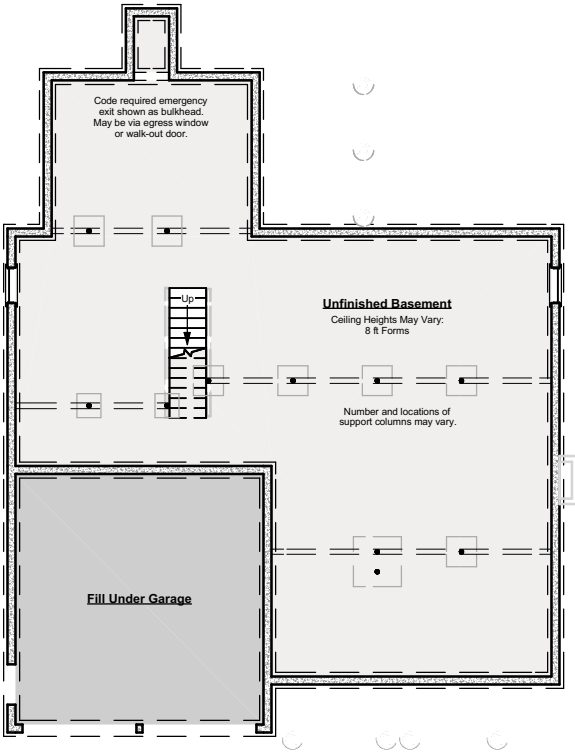 Code required emergency
exit shown as bulkhead.
May be via egress window
or walk-out door.
Up
Unfinished Basement
Ceiling Heights May Vary:
8 ft Forms
Number and locations of
support columns may vary.
Fill Under Garage